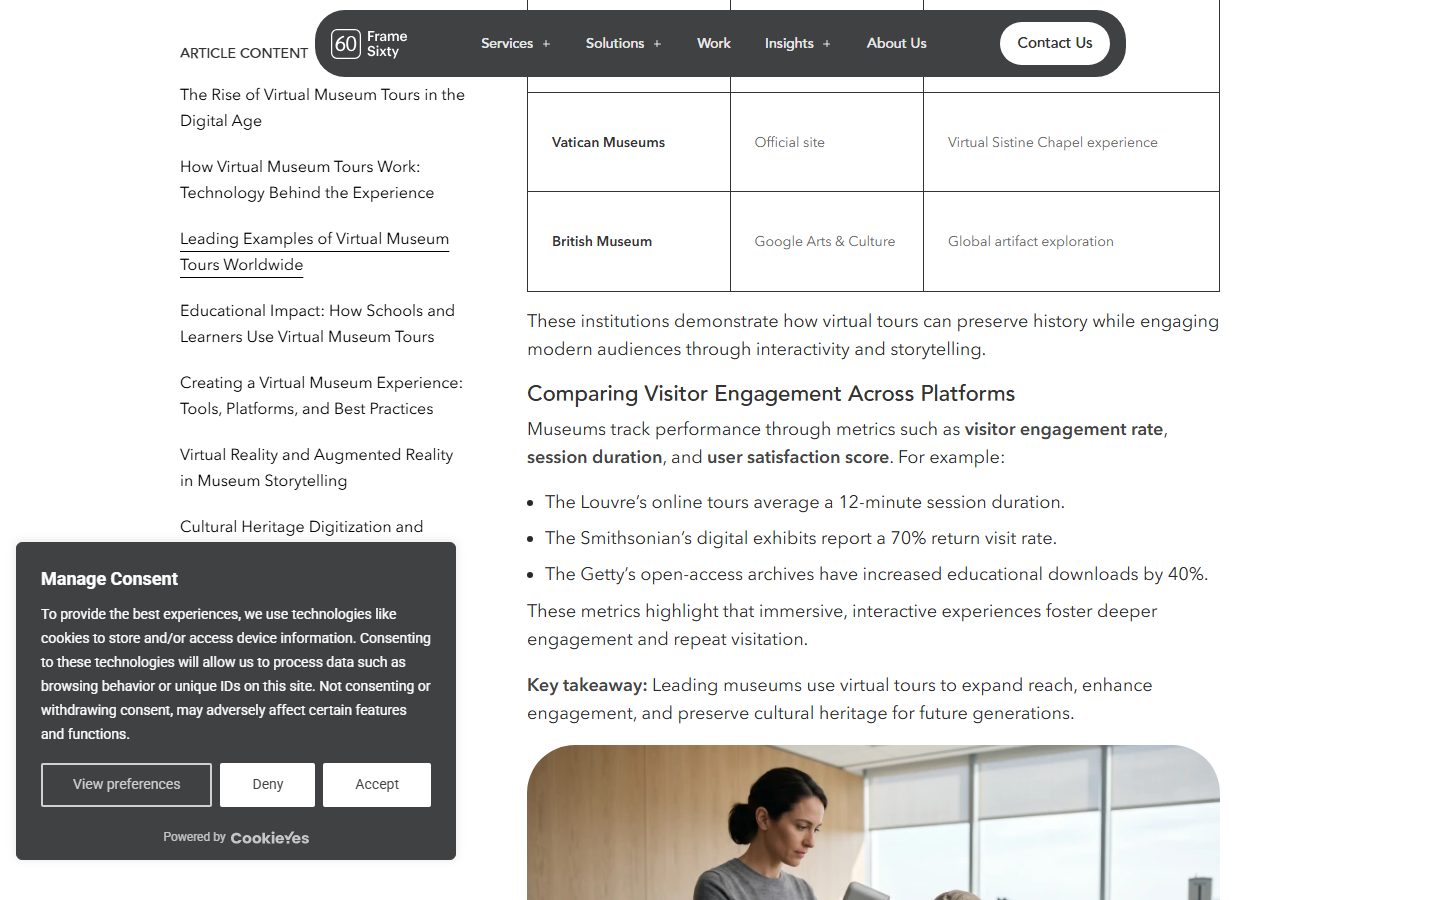 60 Frame Sixty
Services +
Solutions +
Work
Insights +
About Us
Contact Us
ARTICLE CONTENT
The Rise of Virtual Museum Tours in the
Digital Age
How Virtual Museum Tours Work:
Technology Behind the Experience
Leading Examples of Virtual Museum
Tours Worldwide
Educational Impact: How Schools and
Learners Use Virtual Museum Tours
Creating a Virtual Museum Experience:
Tools, Platforms, and Best Practices
Virtual Reality and Augmented Reality
in Museum Storytelling
Cultural Heritage Digitization and
Vatican Museums
Official site
Virtual Sistine Chapel experience
British Museum
Google Arts & Culture
Global artifact exploration
These institutions demonstrate how virtual tours can preserve history while engaging
modern audiences through interactivity and storytelling.
Comparing Visitor Engagement Across Platforms
Museums track performance through metrics such as visitor engagement rate,
session duration, and user satisfaction score. For example:
• The Louvre’s online tours average a 12-minute session duration.
• The Smithsonian’s digital exhibits report a 70% return visit rate.
• The Getty’s open-access archives have increased educational downloads by 40%.
These metrics highlight that immersive, interactive experiences foster deeper
engagement and repeat visitation.
Key takeaway: Leading museums use virtual tours to expand reach, enhance
engagement, and preserve cultural heritage for future generations.
Manage Consent
To provide the best experiences, we use technologies like
cookies to store and/or access device information. Consenting
to these technologies will allow us to process data such as
browsing behavior or unique IDs on this site. Not consenting or
withdrawing consent, may adversely affect certain features
and functions.
View preferences
Deny
Accept
Powered by CookieYes